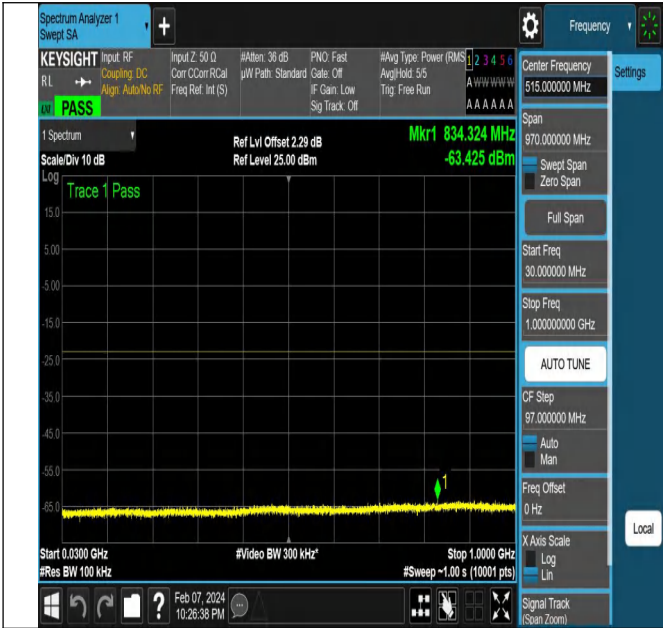 Spectrum Analyzer 1
Swept SA
Frequency
KEYSIGHT
RL
PASS
Input: RF
Coupling: DC
Align: Auto/No RF
Input Z: 50 Ω
Corr CCorr RCal
Freq Ref: Int (S)
#Atten: 36 dB
µW Path: Standard
PNO: Fast
Gate: Off
IF Gain: Low
Sig Track: Off
#Avg Type: Power (RMS
Avg|Hold: 5/5
Trig: Free Run
1 2 3 4 5 6
A W W W W W
A A A A A A
1 Spectrum
Scale/Div 10 dB
Ref Lvl Offset 2.29 dB
Ref Level 25.00 dBm
Mkr1 834.324 MHz
-63.425 dBm
Log
Trace 1 Pass
15.0
5.00
-5.00
-15.0
-25.0
-35.0
-45.0
-55.0
-65.0
1
Start 0.0300 GHz
#Res BW 100 kHz
#Video BW 300 kHz*
Stop 1.0000 GHz
#Sweep ~1.00 s (10001 pts)
Feb 07, 2024
10:26:38 PM
Center Frequency
515.000000 MHz
Settings
Span
970.000000 MHz
Swept Span
Zero Span
Full Span
Start Freq
30.000000 MHz
Stop Freq
1.000000000 GHz
AUTO TUNE
CF Step
97.000000 MHz
Auto
Man
Freq Offset
0 Hz
X Axis Scale
Log
Lin
Local
Signal Track
(Span Zoom)